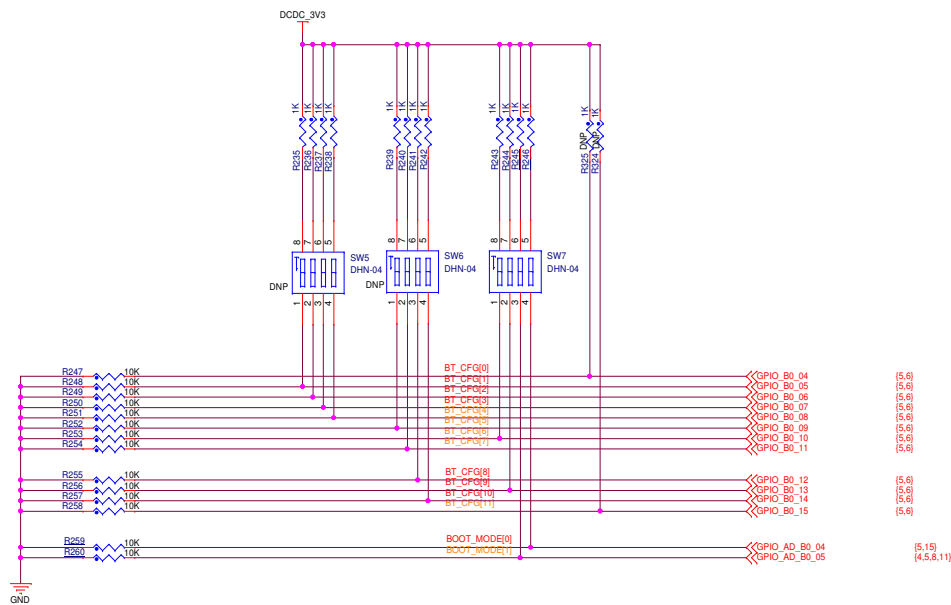 DCDC_3V3
1K 1K 1K 1K 1K 1K 1K 1K 1K 1K 1K 1K 1K 1K
DNP DNP
R235 R236 R237 R238 R239 R240 R241 R242 R243 R244 R245 R246 R325 R324
8 7 6 5 8 7 6 5 8 7 6 5
SW5 SW6 SW7
DHN-04 DHN-04 DHN-04
DNP DNP
1 2 3 4 1 2 3 4 1 2 3 4
R247 10K BT_CFG[0] GPIO_B0_04 {5,6}
R248 10K BT_CFG[1] GPIO_B0_05 {5,6}
R249 10K BT_CFG[2] GPIO_B0_06 {5,6}
R250 10K BT_CFG[3] GPIO_B0_07 {5,6}
R251 10K BT_CFG[4] GPIO_B0_08 {5,6}
R252 10K BT_CFG[5] GPIO_B0_09 {5,6}
R253 10K BT_CFG[6] GPIO_B0_10 {5,6}
R254 10K BT_CFG[7] GPIO_B0_11 {5,6}
R255 10K BT_CFG[8] GPIO_B0_12 {5,6}
R256 10K BT_CFG[9] GPIO_B0_13 {5,6}
R257 10K BT_CFG[10] GPIO_B0_14 {5,6}
R258 10K BT_CFG[11] GPIO_B0_15 {5,6}
R259 10K BOOT_MODE[0] GPIO_AD_B0_04 {5,15}
R260 10K BOOT_MODE[1] GPIO_AD_B0_05 {4,5,8,11}
GND